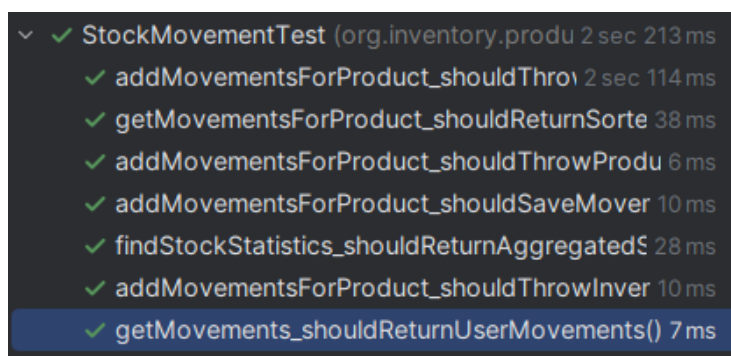 StockMovementTest (org.inventory.produ 2 sec 213 ms
addMovementsForProduct_shouldThrow 2 sec 114 ms
getMovementsForProduct_shouldReturnSorte 38 ms
addMovementsForProduct_shouldThrowProdu 6 ms
addMovementsForProduct_shouldSaveMover 10 ms
findStockStatistics_shouldReturnAggregatedS 28 ms
addMovementsForProduct_shouldThrowInver 10 ms
getMovements_shouldReturnUserMovements() 7 ms